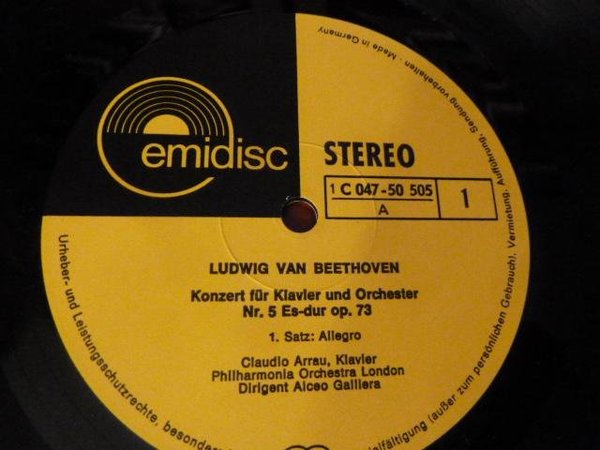 emidisc
STEREO
1 C 047-50 505
A
1
LUDWIG VAN BEETHOVEN
Konzert für Klavier und Orchester
Nr. 5 Es-dur op. 73
1. Satz: Allegro
Claudio Arrau, Klavier
Philharmonia Orchestra London
Dirigent Alceo Galliera
Urheber- und Leistungsschutzrechte, besonders
(außer zum persönlichen Gebrauch). Vermietung. Aufführung. Sendung vorbehalten · Made in Germany